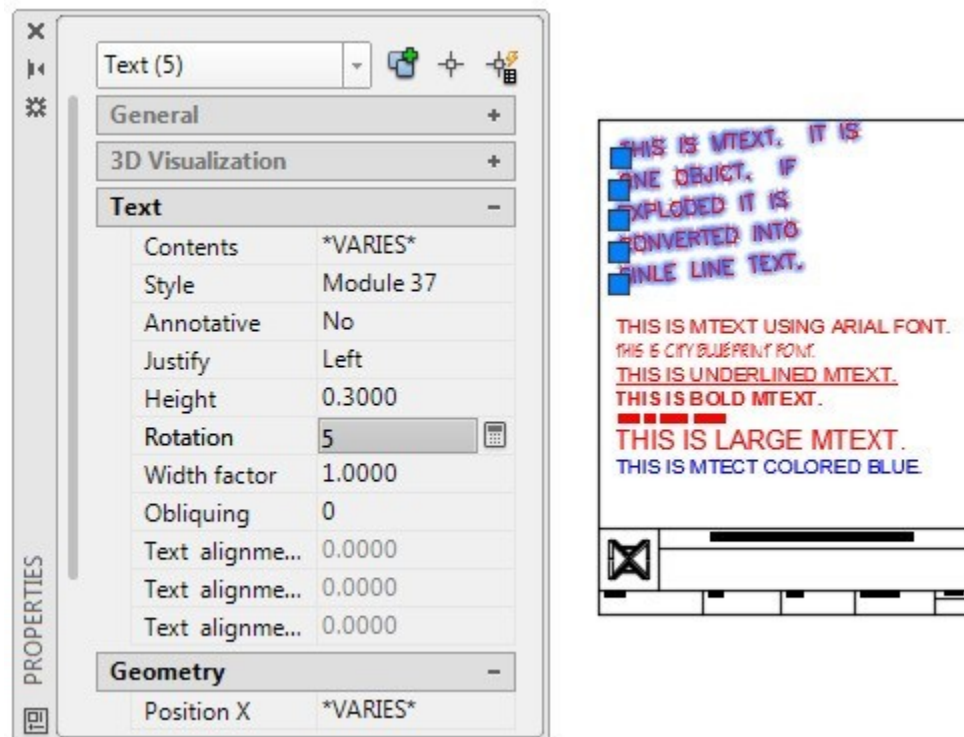 Text (5)
General
3D Visualization
Text
Contents *VARIES*
Style Module 37
Annotative No
Justify Left
Height 0.3000
Rotation 5
Width factor 1.0000
Obliquing 0
Text alignme... 0.0000
Text alignme... 0.0000
Text alignme... 0.0000
Geometry
Position X *VARIES*
PROPERTIES
THIS IS MTEXT. IT IS
ONE OBJICT. IF
EXPLODED IT IS
CONVERTED INTO
SINLE LINE TEXT.
THIS IS MTEXT USING ARIAL FONT.
THIS IS CITY BLUEPRINT FONT.
THIS IS UNDERLINED MTEXT.
THIS IS BOLD MTEXT.
THIS IS LARGE MTEXT.
THIS IS MTECT COLORED BLUE.